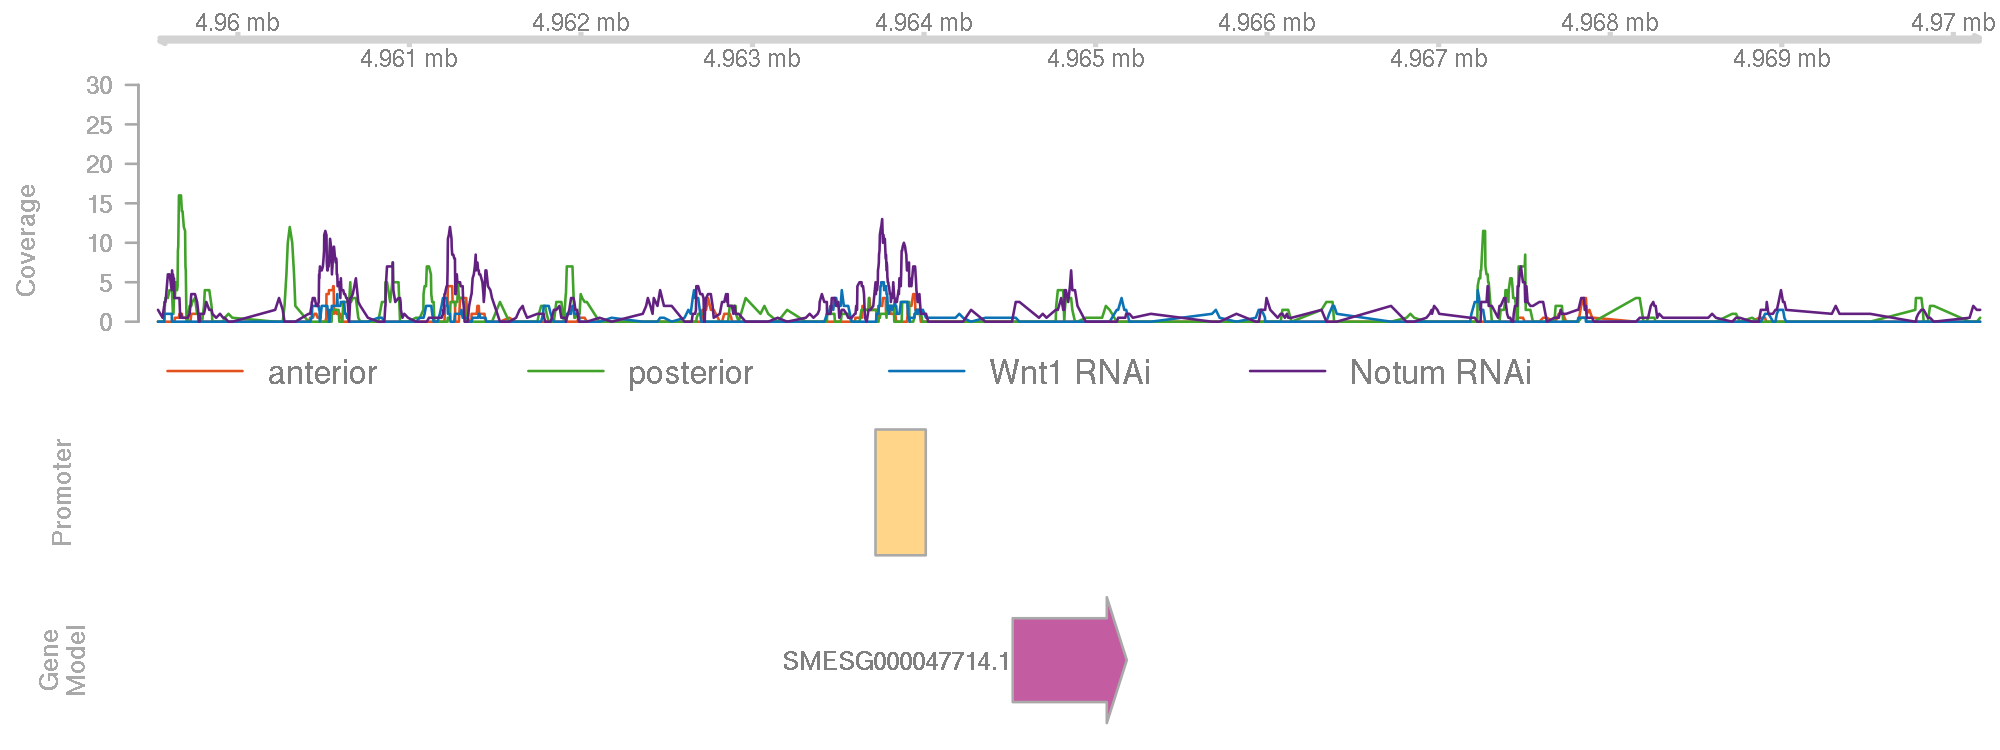 4.96 mb 4.962 mb 4.964 mb 4.966 mb 4.968 mb 4.97 mb
4.961 mb 4.963 mb 4.965 mb 4.967 mb 4.969 mb
30
25
20
15
10
5
0
Coverage
anterior posterior Wnt1 RNAi Notum RNAi
Promoter
SMESG000047714.1
Gene
Model